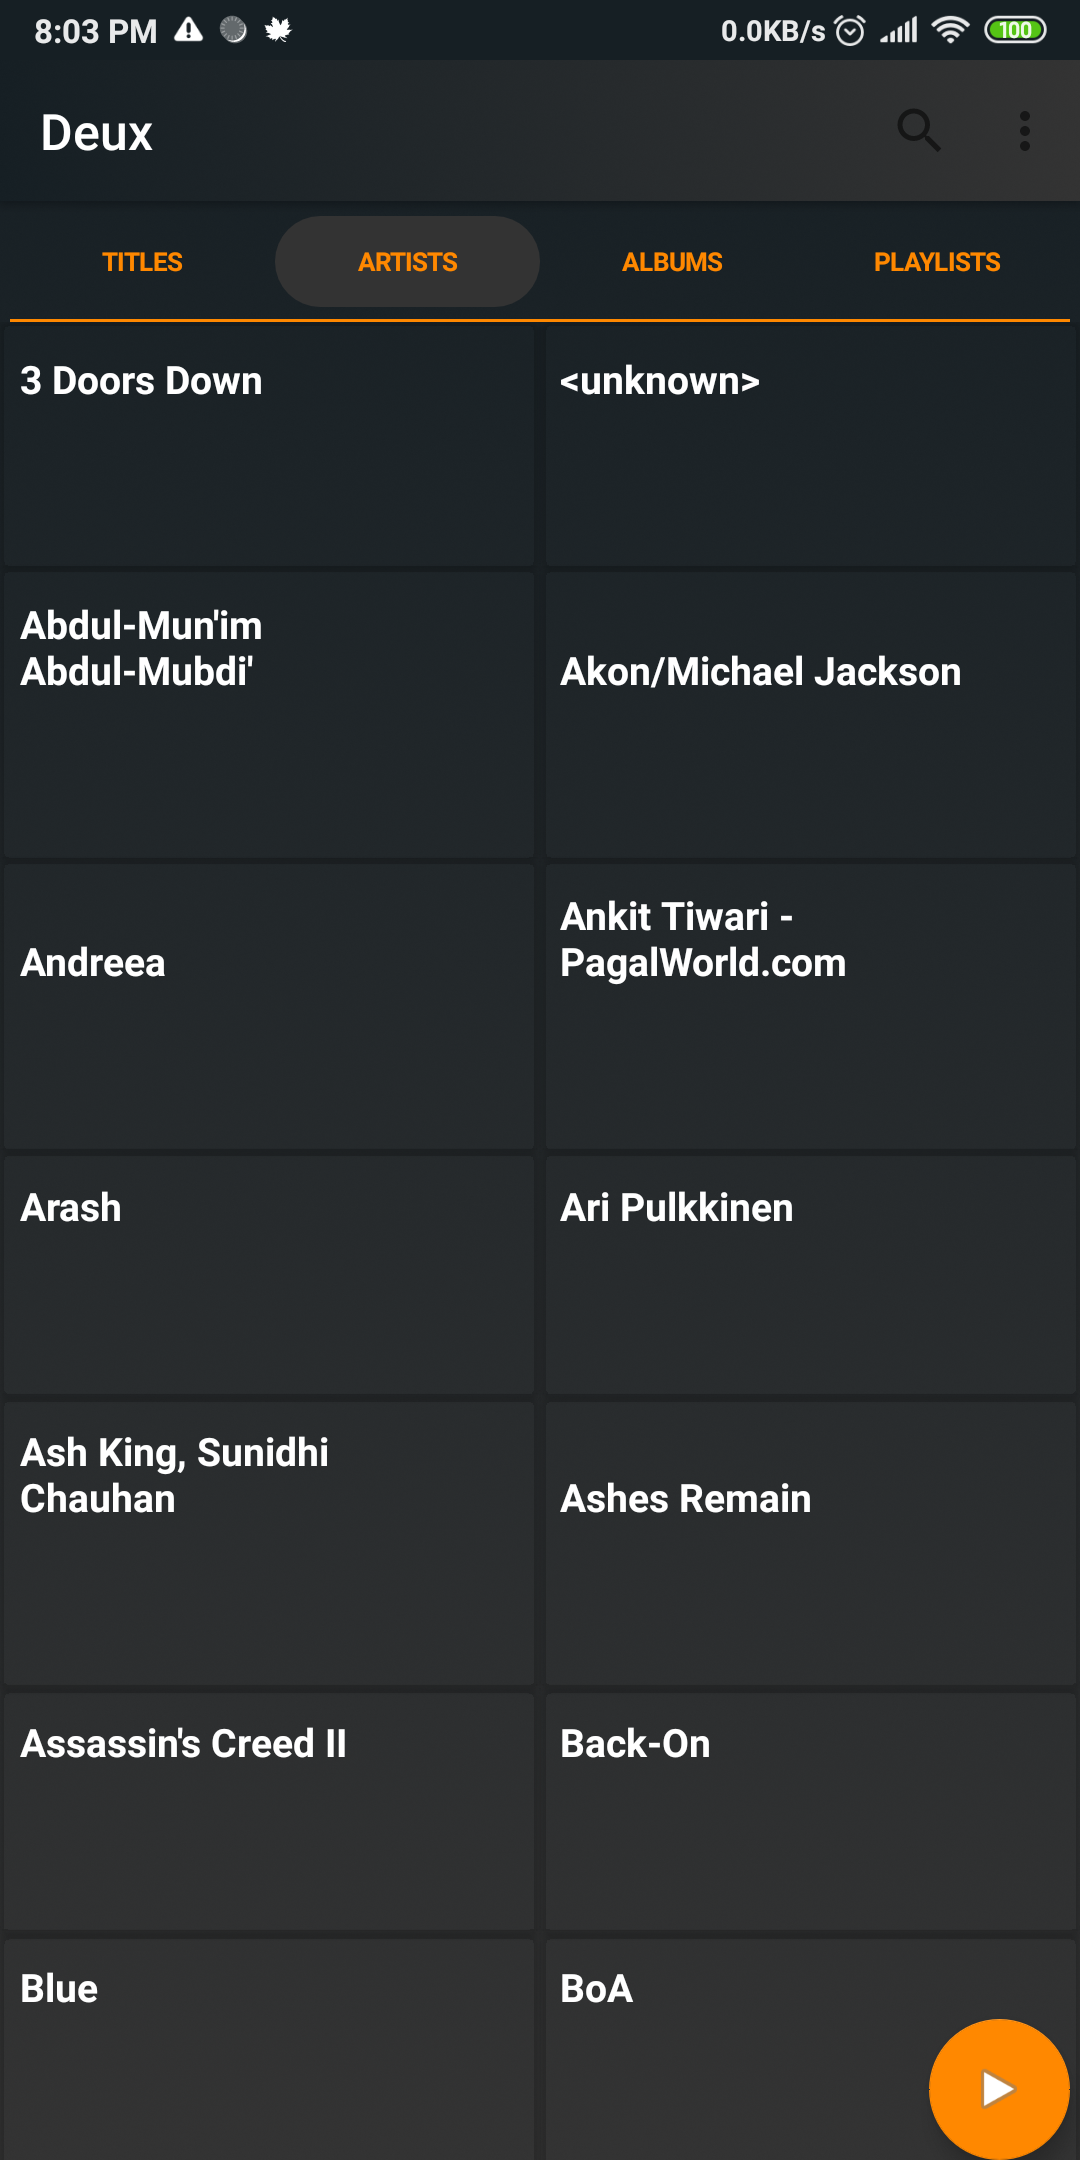 8:03 PM 0.0KB/s 100
Deux
TITLES ARTISTS ALBUMS PLAYLISTS
3 Doors Down
<unknown>
Abdul-Mun'im
Abdul-Mubdi'
Akon/Michael Jackson
Andreea
Ankit Tiwari -
PagalWorld.com
Arash
Ari Pulkkinen
Ash King, Sunidhi
Chauhan
Ashes Remain
Assassin's Creed II
Back-On
Blue
BoA